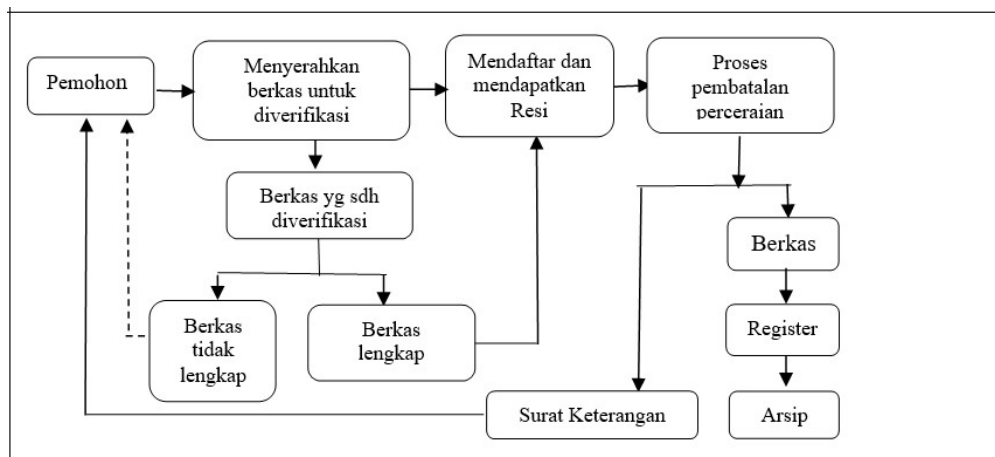 Pemohon
Menyerahkan
berkas untuk
diverifikasi
Mendaftar dan
mendapatkan
Resi
Proses
pembatalan
perceraian
Berkas yg sdh
diverifikasi
Berkas
tidak
lengkap
Berkas
lengkap
Berkas
Register
Surat Keterangan
Arsip